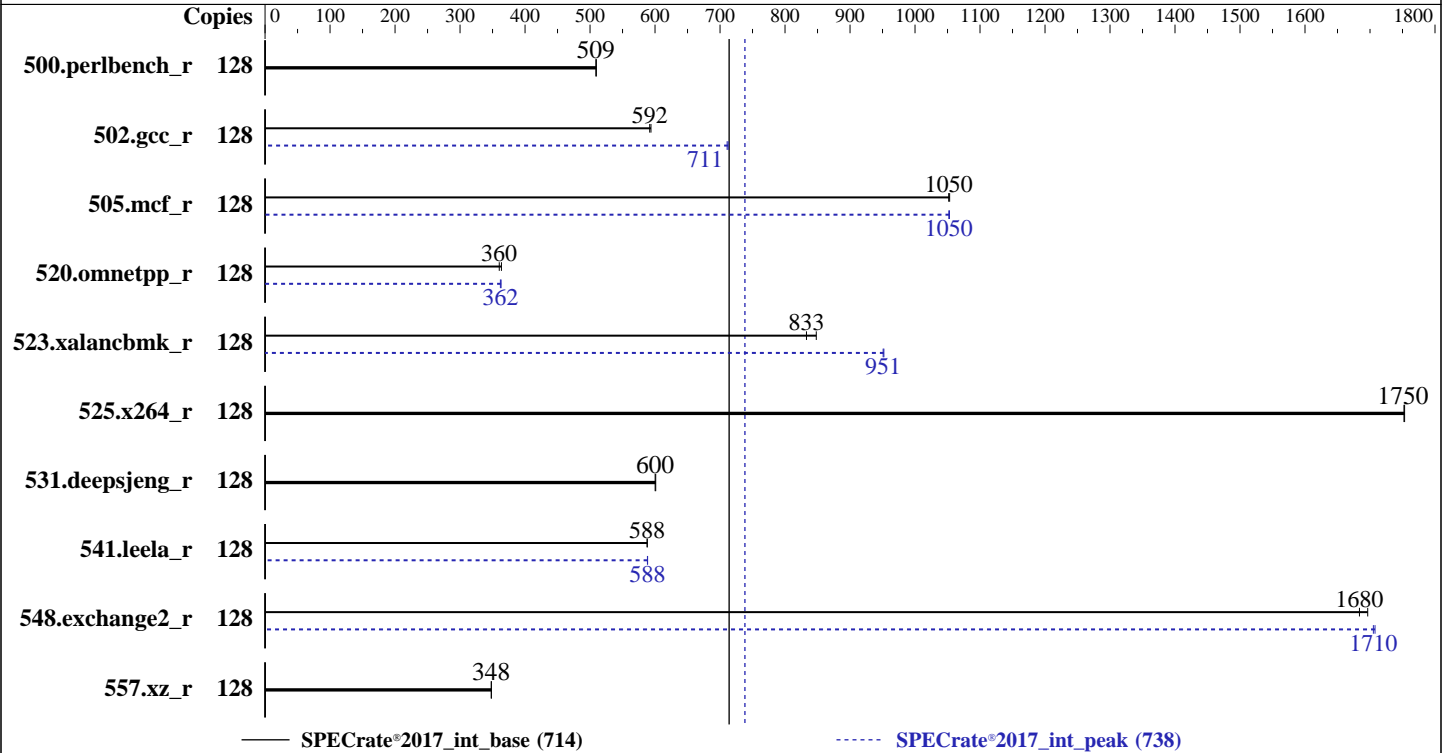 Copies 0 100 200 300 400 500 600 700 800 900 1000 1100 1200 1300 1400 1500 1600 1800
509
500.perlbench_r 128
592
502.gcc_r 128
711
1050
505.mcf_r 128
1050
360
520.omnetpp_r 128
362
833
523.xalancbmk_r 128
951
1750
525.x264_r 128
600
531.deepsjeng_r 128
588
541.leela_r 128
588
1680
548.exchange2_r 128
1710
348
557.xz_r 128
SPECrate®2017_int_base (714) SPECrate®2017_int_peak (738)